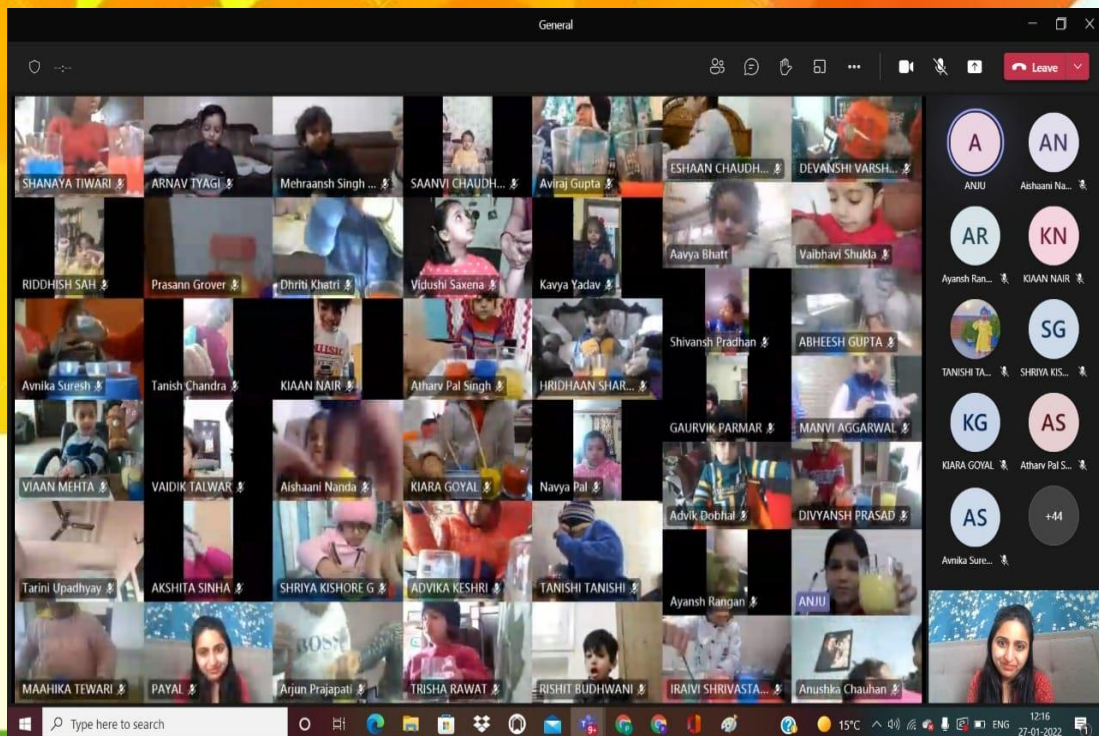 General
--:--
Leave
SHANAYA TIWARI
ARNAV TYAGI
Mehraansh Singh ...
SAANVI CHAUDH...
Aviraj Gupta
ESHAAN CHAUDH...
DEVANSHI VARSH...
RIDDHISH SAH
Prasann Grover
Dhriti Khatri
Vidushi Saxena
Kavya Yadav
Aavya Bhatt
Vaibhavi Shukla
Avnika Suresh
Tanish Chandra
KIAAN NAIR
Atharv Pal Singh
HRIDHAAN SHAR...
Shivansh Pradhan
ABHEESH GUPTA
VIAAN MEHTA
VAIDIK TALWAR
Aishaani Nanda
KIARA GOYAL
Navya Pal
GAURVIK PARMAR
MANVI AGGARWAL
Advik Dobhal
DIVYANSH PRASAD
Tarini Upadhyay
AKSHITA SINHA
SHRIYA KISHORE G
ADVIKA KESHRI
TANISHI TANISHI
Ayansh Rangan
ANJU
MAAHIKA TEWARI
PAYAL
BOSS
Arjun Prajapati
TRISHA RAWAT
RISHIT BUDHWANI
IRAIVI SHRIVASTA...
Anushka Chauhan
A
ANJU
AN
Aishaani Na...
AR
Ayansh Ran...
KN
KIAAN NAIR
TANISHI TA...
SG
SHRIYA KIS...
KG
KIARA GOYAL
AS
Atharv Pal S...
AS
Avnika Sure...
+44
Type here to search
9+
15°C
ENG
12:16
27-01-2022
1